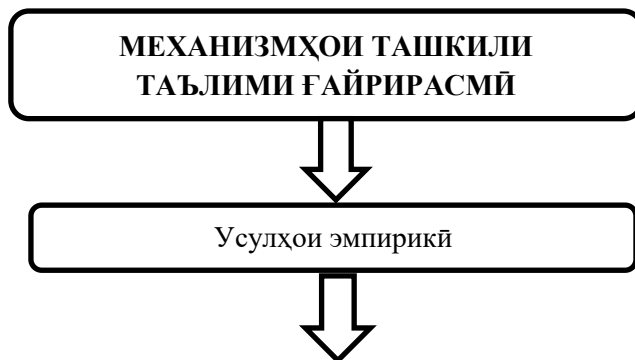 МЕХАНИЗМҲОИ ТАШКИЛИ
ТАЪЛИМИ ҒАЙРИРАСМӢ
Усулҳои эмпирикӣ